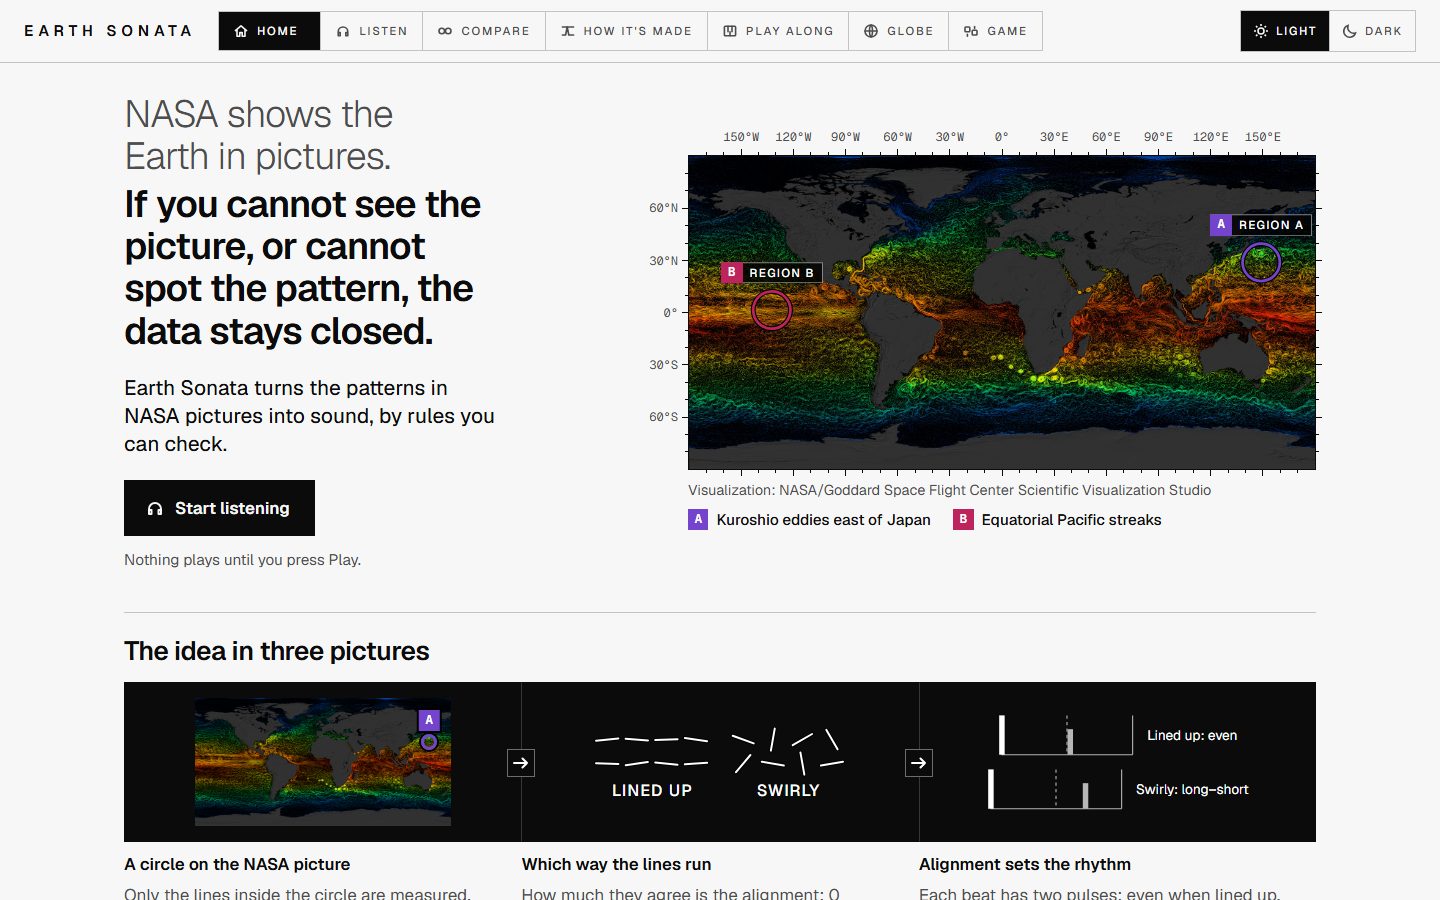 EARTH SONATA
HOME
LISTEN
COMPARE
HOW IT'S MADE
PLAY ALONG
GLOBE
GAME
LIGHT
DARK
NASA shows the
Earth in pictures.
If you cannot see the
picture, or cannot
spot the pattern, the
data stays closed.
Earth Sonata turns the patterns in
NASA pictures into sound, by rules you
can check.
Start listening
Nothing plays until you press Play.
150°W 120°W 90°W 60°W 30°W 0° 30°E 60°E 90°E 120°E 150°E
60°N
30°N
0°
30°S
60°S
A REGION A
B REGION B
Visualization: NASA/Goddard Space Flight Center Scientific Visualization Studio
A Kuroshio eddies east of Japan
B Equatorial Pacific streaks
The idea in three pictures
A
LINED UP
SWIRLY
Lined up: even
Swirly: long–short
A circle on the NASA picture
Only the lines inside the circle are measured.
Which way the lines run
How much they agree is the alignment: 0
Alignment sets the rhythm
Each beat has two pulses: even when lined up,